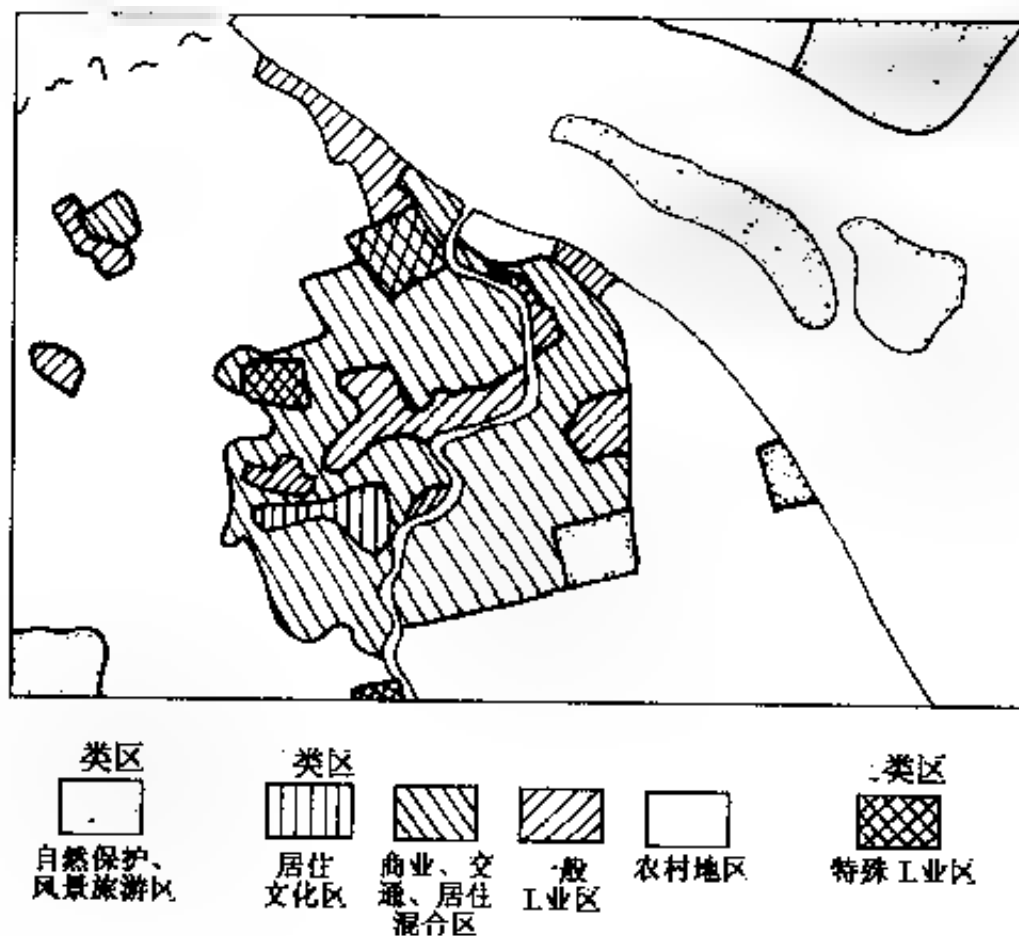 类区
类区
类区
自然保护、
风景旅游区
居住
文化区
商业、交
通、居住
混合区
一般
工业区
农村地区
特殊工业区